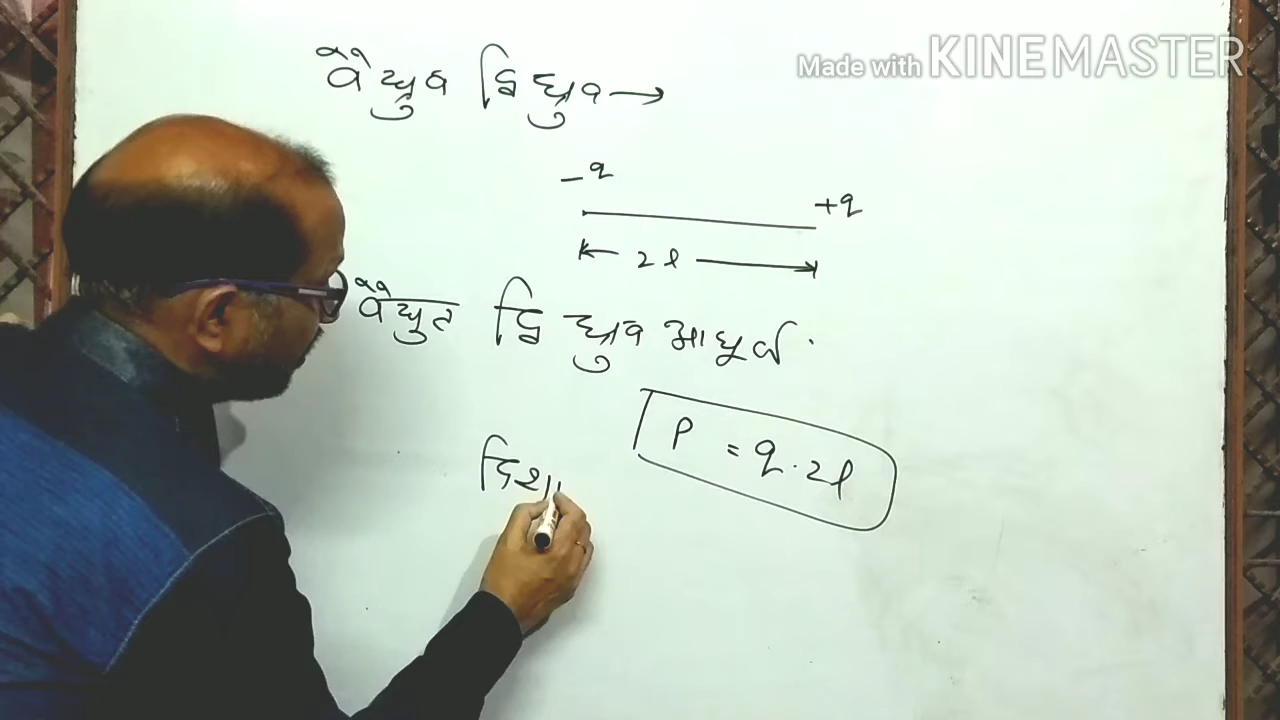 Made with KINEMASTER
वैद्युत द्वि ध्रुव →
-q
+q
2l
वैद्युत द्वि ध्रुव आघूर्ण
P = q.2l
दिशा